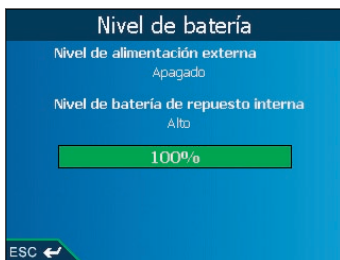 Nivel de batería
Nivel de alimentación externa
Apagado
Nivel de batería de repuesto interna
Alto
100%
ESC